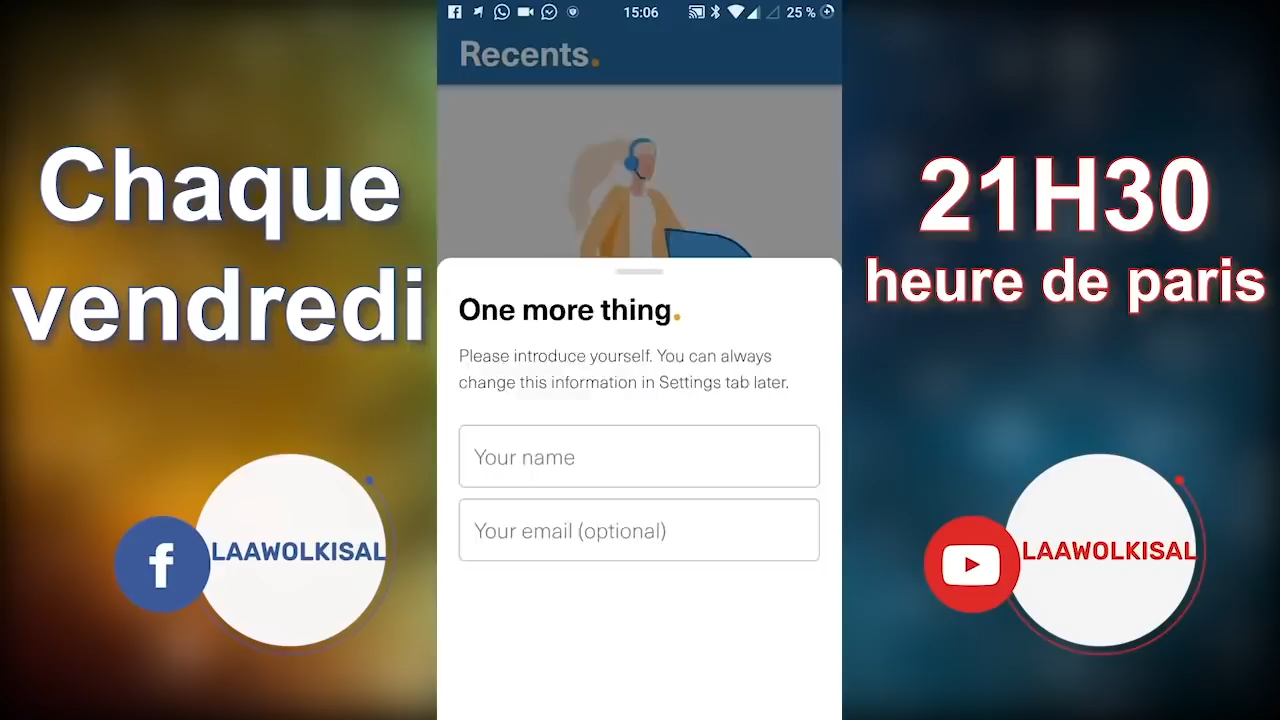 15:06
25 %
Recents.
Chaque
vendredi
21H30
heure de paris
One more thing.
Please introduce yourself. You can always
change this information in Settings tab later.
Your name
Your email (optional)
f
LAAWOLKISAL
LAAWOLKISAL